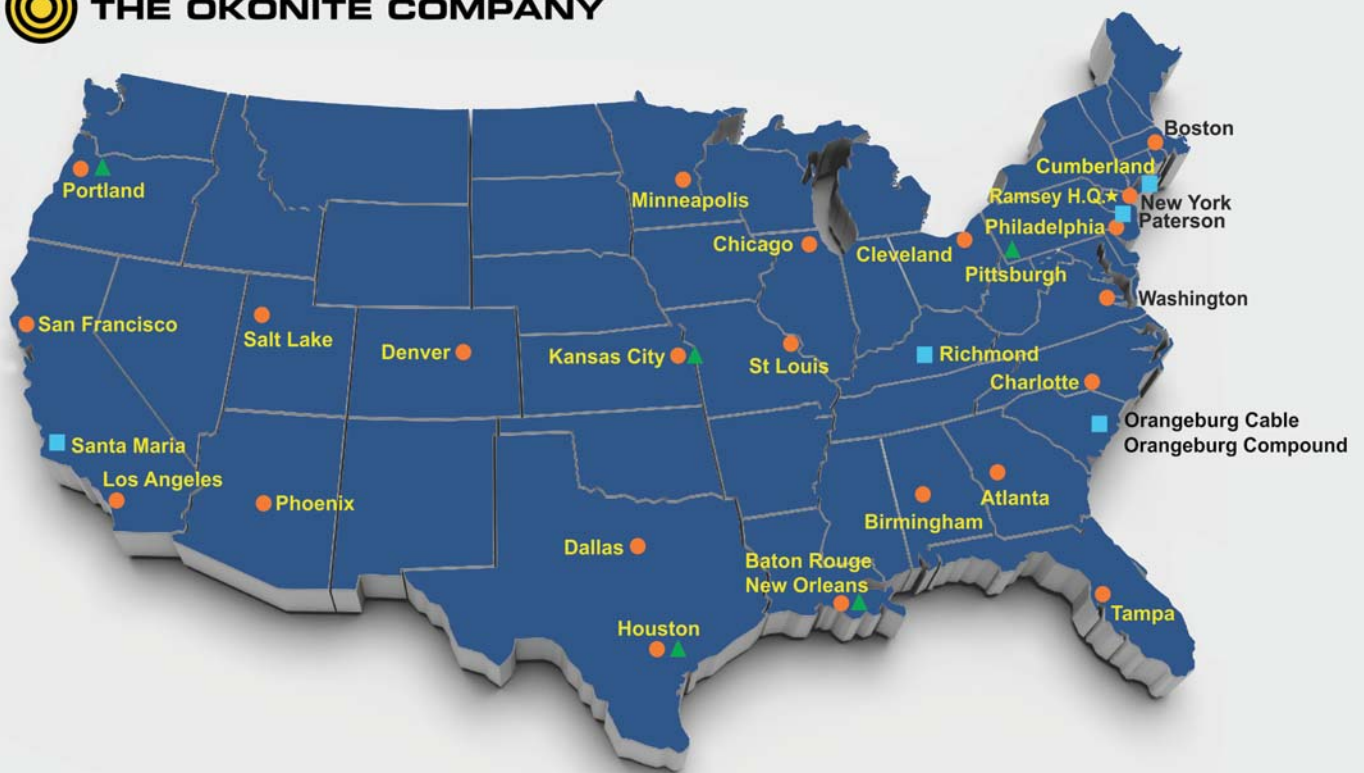 THE OKONITE COMPANY
Boston
Cumberland
Portland
Ramsey H.Q.
New York
Minneapolis
Paterson
Philadelphia
Chicago
Cleveland
Pittsburgh
Washington
San Francisco
Salt Lake
Denver
Kansas City
St Louis
Richmond
Charlotte
Orangeburg Cable
Orangeburg Compound
Santa Maria
Los Angeles
Phoenix
Atlanta
Birmingham
Dallas
Baton Rouge
New Orleans
Tampa
Houston